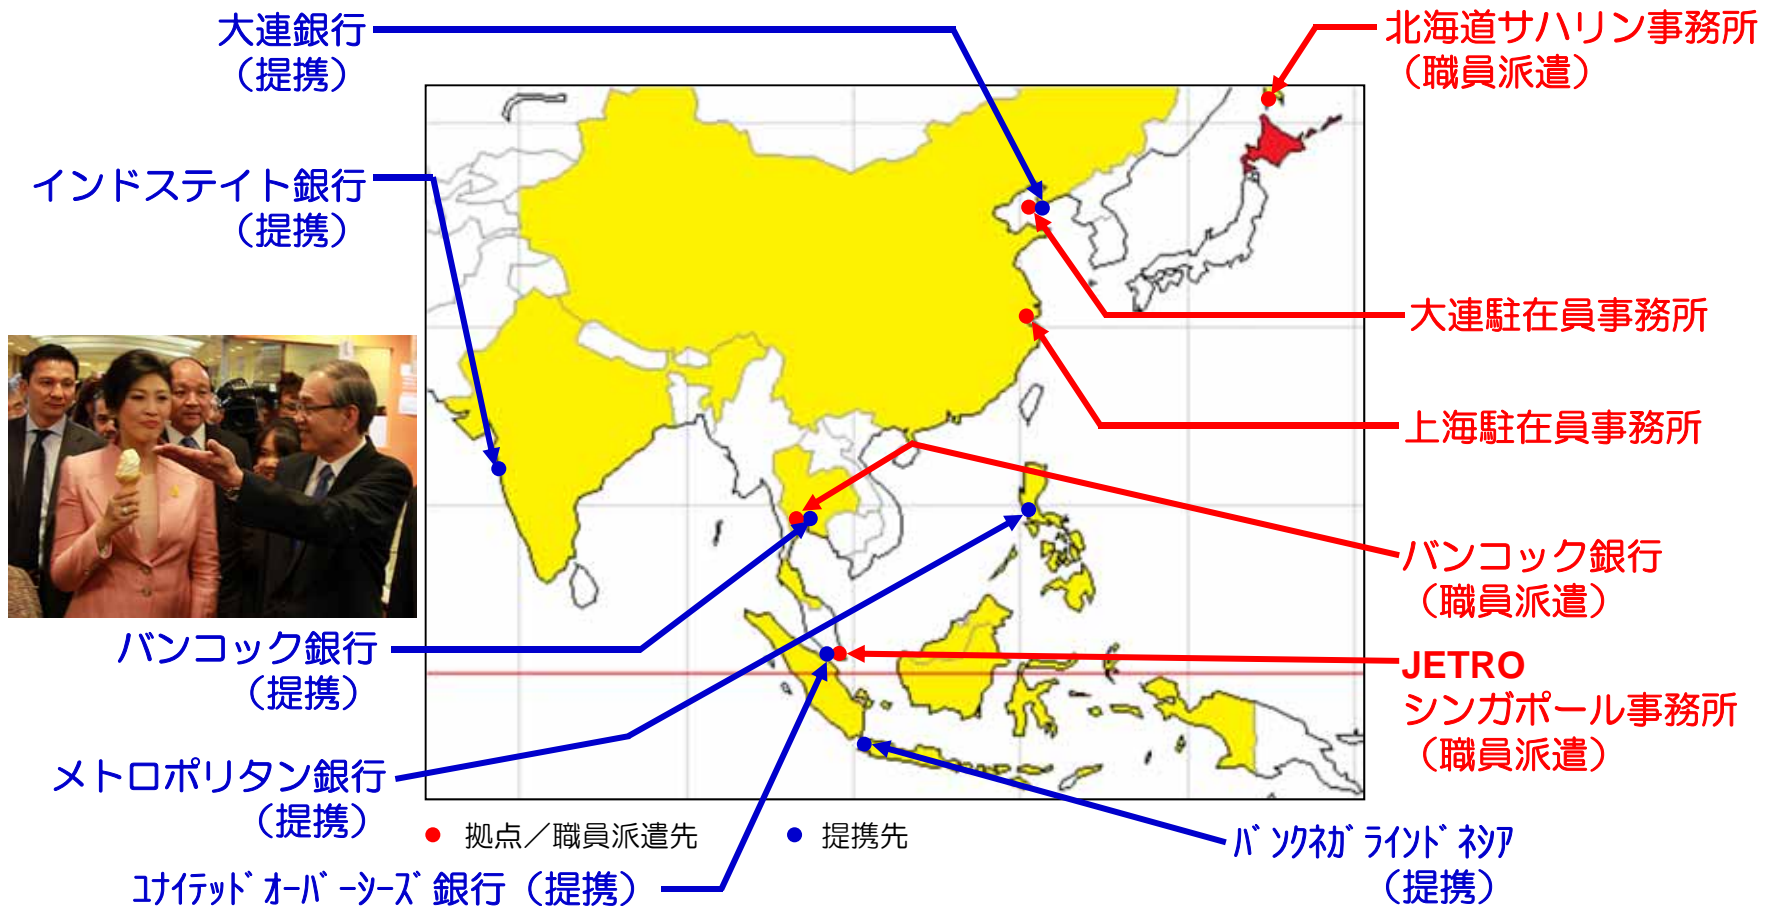 大連銀行
（提携）
北海道サハリン事務所
（職員派遣）
インドステイト銀行
（提携）
大連駐在員事務所
上海駐在員事務所
バンコック銀行
（職員派遣）
バンコック銀行
（提携）
JETRO
シンガポール事務所
（職員派遣）
メトロポリタン銀行
（提携）
拠点／職員派遣先
提携先
ﾊﾞﾝｸﾈｶﾞﾗｲﾝﾄﾞﾈｼｱ
（提携）
ﾕﾅｲﾃｯﾄﾞｵｰﾊﾞｰｼｰｽﾞ銀行（提携）